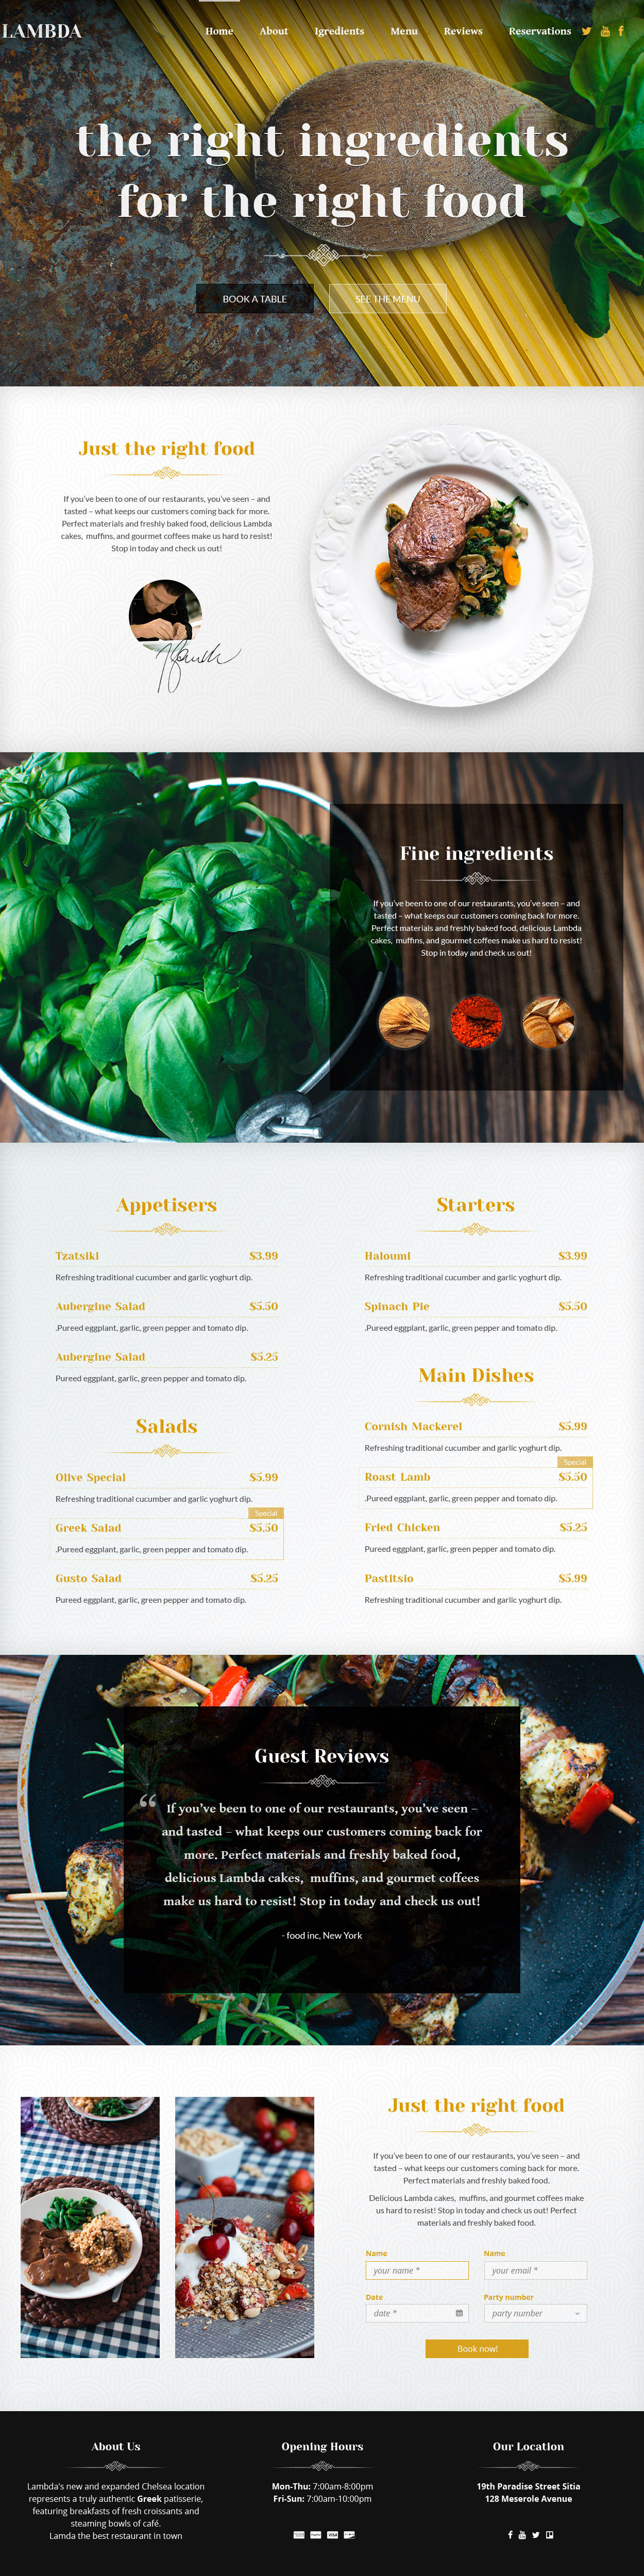 LAMBDA
Home About Igredients Menu Reviews Reservations
the right ingredients
for the right food
BOOK A TABLE
SEE THE MENU
Just the right food
If you've been to one of our restaurants, you've seen – and
tasted – what keeps our customers coming back for more.
Perfect materials and freshly baked food, delicious Lambda
cakes, muffins, and gourmet coffees make us hard to resist!
Stop in today and check us out!
Fine ingredients
If you've been to one of our restaurants, you've seen – and
tasted – what keeps our customers coming back for more.
Perfect materials and freshly baked food, delicious Lambda
cakes, muffins, and gourmet coffees make us hard to resist!
Stop in today and check us out!
Appetisers
Tzatsiki $3.99
Refreshing traditional cucumber and garlic yoghurt dip.
Aubergine Salad $5.50
.Pureed eggplant, garlic, green pepper and tomato dip.
Aubergine Salad $5.25
Pureed eggplant, garlic, green pepper and tomato dip.
Salads
Olive Special $5.99
Refreshing traditional cucumber and garlic yoghurt dip.
Special
Greek Salad $5.50
.Pureed eggplant, garlic, green pepper and tomato dip.
Gusto Salad $5.25
Pureed eggplant, garlic, green pepper and tomato dip.
Starters
Haloumi $3.99
Refreshing traditional cucumber and garlic yoghurt dip.
Spinach Pie $5.50
.Pureed eggplant, garlic, green pepper and tomato dip.
Main Dishes
Cornish Mackerel $5.99
Refreshing traditional cucumber and garlic yoghurt dip.
Special
Roast Lamb $5.50
.Pureed eggplant, garlic, green pepper and tomato dip.
Fried Chicken $5.25
Pureed eggplant, garlic, green pepper and tomato dip.
Pastitsio $5.99
Refreshing traditional cucumber and garlic yoghurt dip.
Guest Reviews
“ If you've been to one of our restaurants, you've seen –
and tasted – what keeps our customers coming back for
more. Perfect materials and freshly baked food,
delicious Lambda cakes, muffins, and gourmet coffees
make us hard to resist! Stop in today and check us out!
- food inc, New York
Just the right food
If you've been to one of our restaurants, you've seen – and
tasted – what keeps our customers coming back for more.
Perfect materials and freshly baked food.
Delicious Lambda cakes, muffins, and gourmet coffees make
us hard to resist! Stop in today and check us out! Perfect
materials and freshly baked food.
Name Name
your name * your email *
Date Party number
date * party number
Book now!
About Us
Lambda's new and expanded Chelsea location
represents a truly authentic Greek patisserie,
featuring breakfasts of fresh croissants and
steaming bowls of café.
Lamda the best restaurant in town
Opening Hours
Mon-Thu: 7:00am-8:00pm
Fri-Sun: 7:00am-10:00pm
Our Location
19th Paradise Street Sitia
128 Meserole Avenue